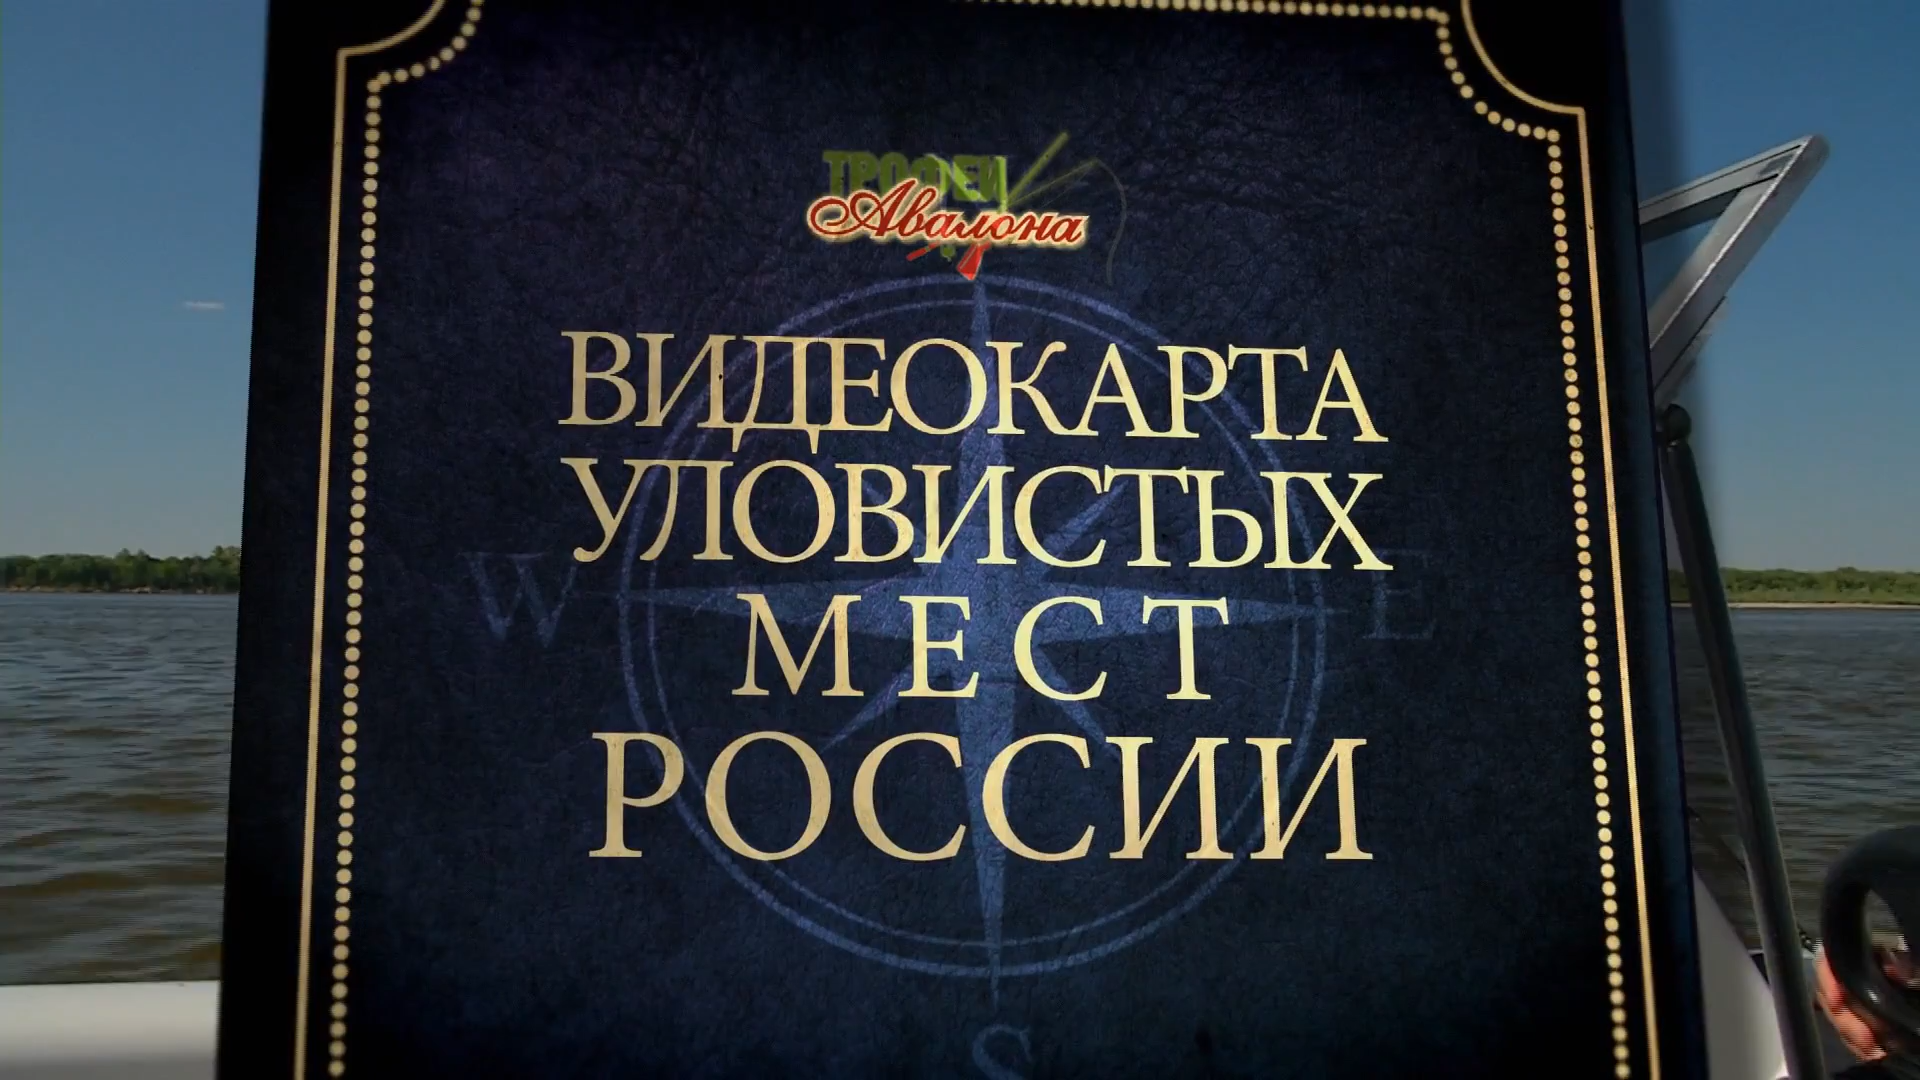 ТРОФЕИ
Авалона
ВИДЕОКАРТА
УЛОВИСТЫХ
W E
МЕСТ
РОССИИ
S